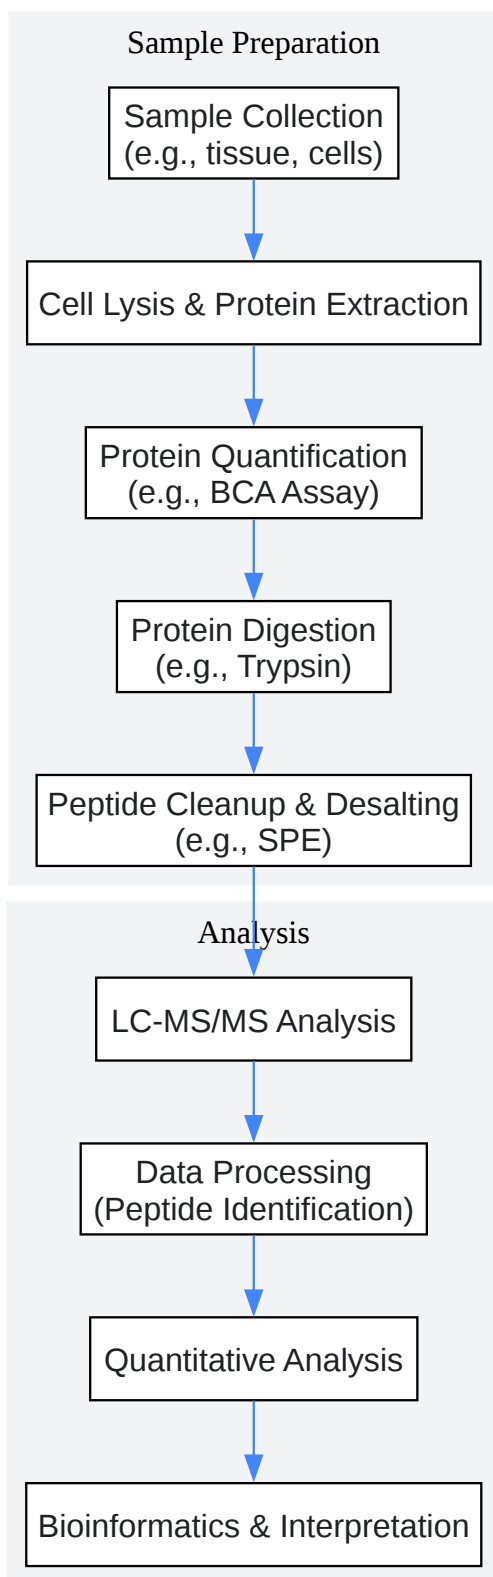 Sample Preparation
Sample Collection
(e.g., tissue, cells)
Cell Lysis & Protein Extraction
Protein Quantification
(e.g., BCA Assay)
Protein Digestion
(e.g., Trypsin)
Peptide Cleanup & Desalting
(e.g., SPE)
Analysis
LC-MS/MS Analysis
Data Processing
(Peptide Identification)
Quantitative Analysis
Bioinformatics & Interpretation